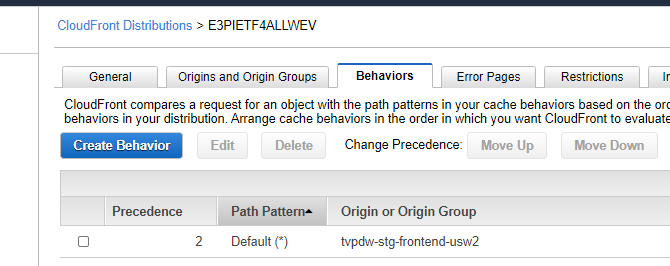 CloudFront Distributions > E3PIETF4ALLWEV
General
Origins and Origin Groups
Behaviors
Error Pages
Restrictions
CloudFront compares a request for an object with the path patterns in your cache behaviors based on the
behaviors in your distribution. Arrange cache behaviors in the order in which you want CloudFront to
Create Behavior
Edit
Delete
Change Precedence:
Move Up
Move Down
Precedence
Path Pattern
Origin or Origin Group
2
Default (*)
tvpdw-stg-frontend-usw2